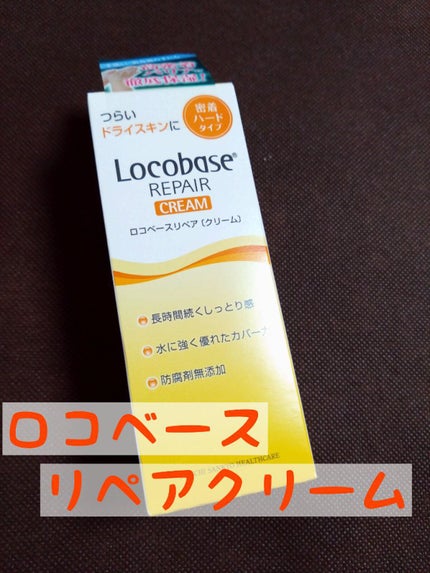 つらい
ドライスキンに
密着
ハード
タイプ
Locobase®
REPAIR
CREAM
ロコベースリペア〔クリーム〕
長時間続くしっとり感
水に強く優れたカバー力
防腐剤無添加
SANKYO HEALTHCARE
ロコベース
リペアクリーム